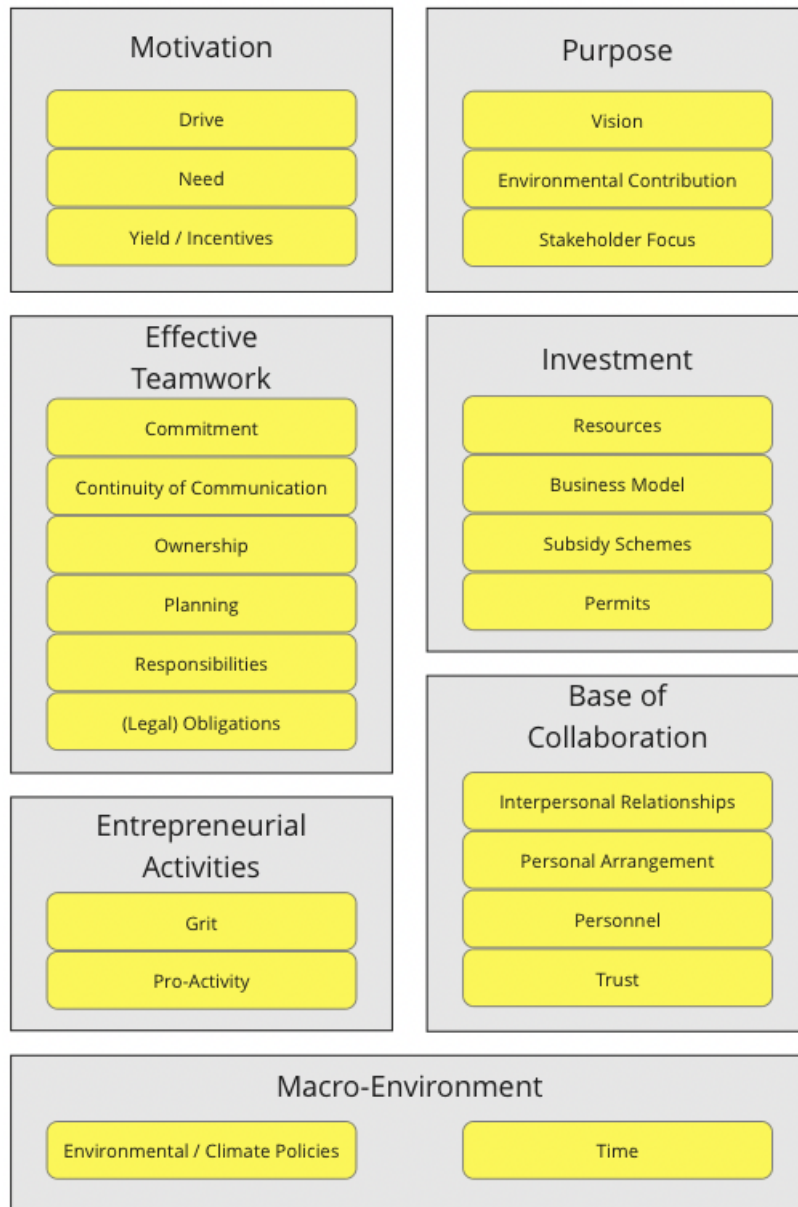 Motivation
Drive
Need
Yield / Incentives
Purpose
Vision
Environmental Contribution
Stakeholder Focus
Effective
Teamwork
Commitment
Continuity of Communication
Ownership
Planning
Responsibilities
(Legal) Obligations
Investment
Resources
Business Model
Subsidy Schemes
Permits
Entrepreneurial
Activities
Grit
Pro-Activity
Base of
Collaboration
Interpersonal Relationships
Personal Arrangement
Personnel
Trust
Macro-Environment
Environmental / Climate Policies
Time